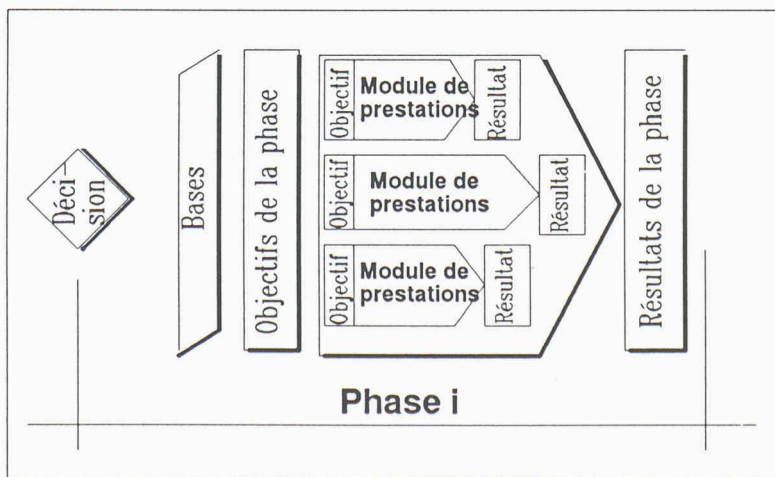 Déci-
sion
Bases
Objectifs de la phase
Objectif
Module de
prestations
Résultat
Objectif
Module de
prestations
Résultat
Objectif
Module de
prestations
Résultat
Résultats de la phase
Phase i